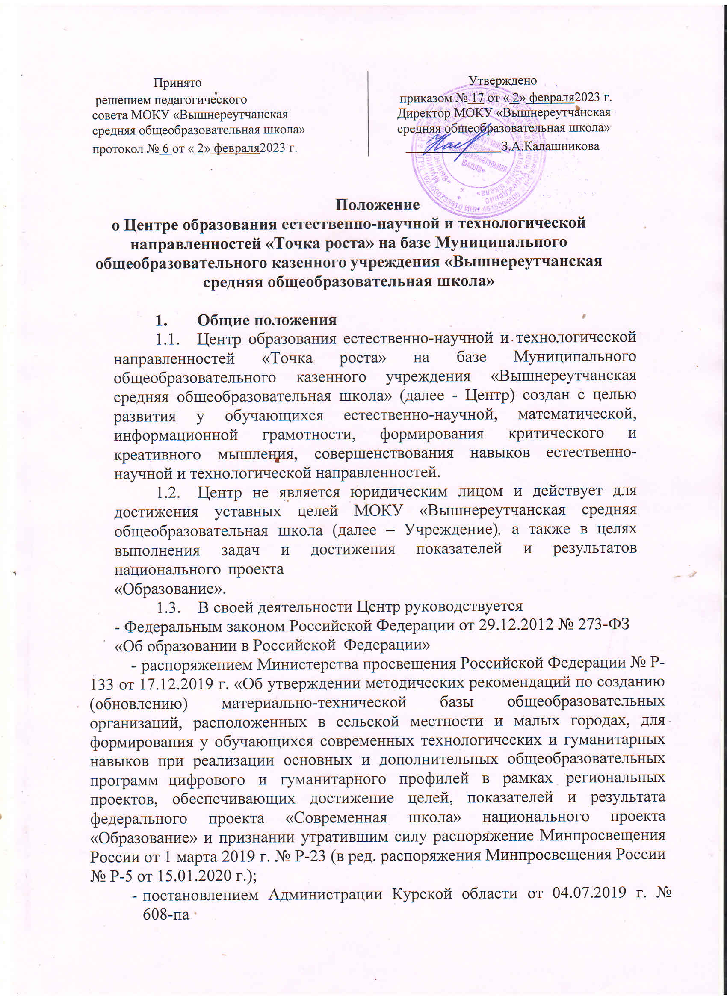 Принято
решением педагогического
совета МОКУ «Вышнереутчанская
средняя общеобразовательная школа»
протокол № 6 от « 2» февраля2023 г.
Утверждено
приказом № 17 от « 2» февраля2023 г.
Директор МОКУ «Вышнереутчанская
средняя общеобразовательная школа»
З.А.Калашникова
Положение
о Центре образования естественно-научной и технологической
направленностей «Точка роста» на базе Муниципального
общеобразовательного казенного учреждения «Вышнереутчанская
средняя общеобразовательная школа»
1. Общие положения
1.1. Центр образования естественно-научной и технологической
направленностей «Точка роста» на базе Муниципального
общеобразовательного казенного учреждения «Вышнереутчанская
средняя общеобразовательная школа» (далее - Центр) создан с целью
развития у обучающихся естественно-научной, математической,
информационной грамотности, формирования критического и
креативного мышления, совершенствования навыков естественно-
научной и технологической направленностей.
1.2. Центр не является юридическим лицом и действует для
достижения уставных целей МОКУ «Вышнереутчанская средняя
общеобразовательная школа (далее – Учреждение), а также в целях
выполнения задач и достижения показателей и результатов
национального проекта
«Образование».
1.3. В своей деятельности Центр руководствуется
- Федеральным законом Российской Федерации от 29.12.2012 № 273-ФЗ
«Об образовании в Российской Федерации»
- распоряжением Министерства просвещения Российской Федерации № Р-
133 от 17.12.2019 г. «Об утверждении методических рекомендаций по созданию
(обновлению) материально-технической базы общеобразовательных
организаций, расположенных в сельской местности и малых городах, для
формирования у обучающихся современных технологических и гуманитарных
навыков при реализации основных и дополнительных общеобразовательных
программ цифрового и гуманитарного профилей в рамках региональных
проектов, обеспечивающих достижение целей, показателей и результата
федерального проекта «Современная школа» национального проекта
«Образование» и признании утратившим силу распоряжение Минпросвещения
России от 1 марта 2019 г. № Р-23 (в ред. распоряжения Минпросвещения России
№ Р-5 от 15.01.2020 г.);
- постановлением Администрации Курской области от 04.07.2019 г. №
608-па